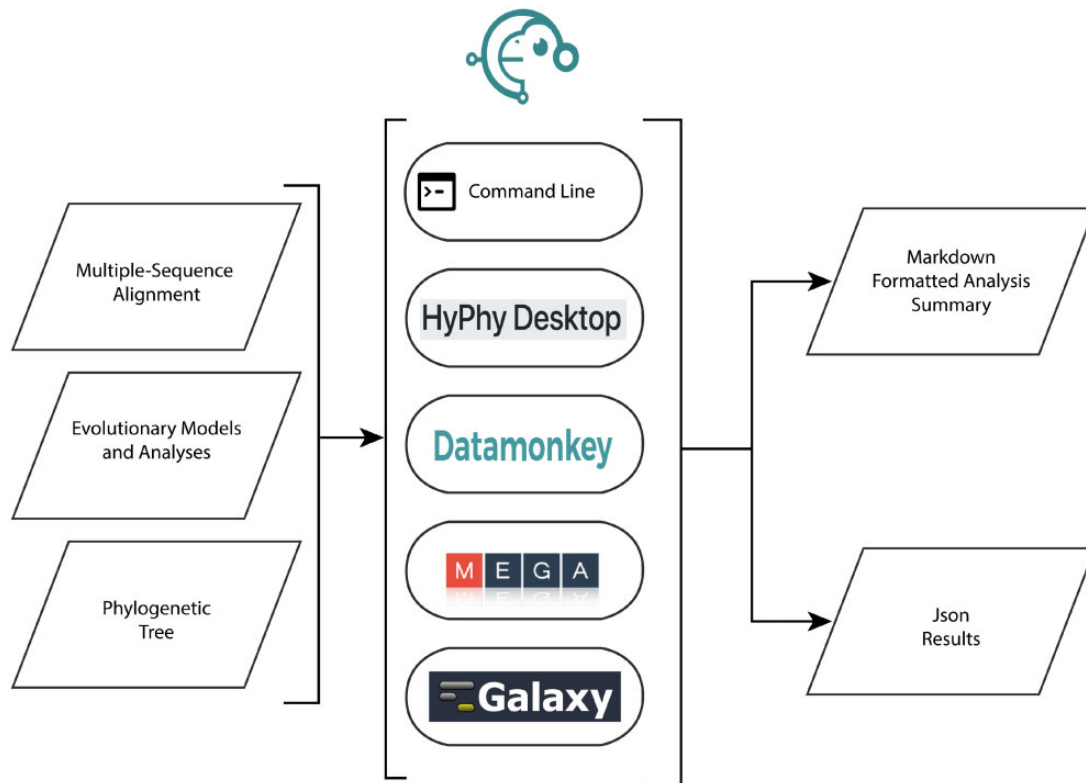 Multiple-Sequence
Alignment
Evolutionary Models
and Analyses
Phylogenetic
Tree
Command Line
HyPhy Desktop
Datamonkey
MEGA
Galaxy
Markdown
Formatted Analysis
Summary
Json
Results